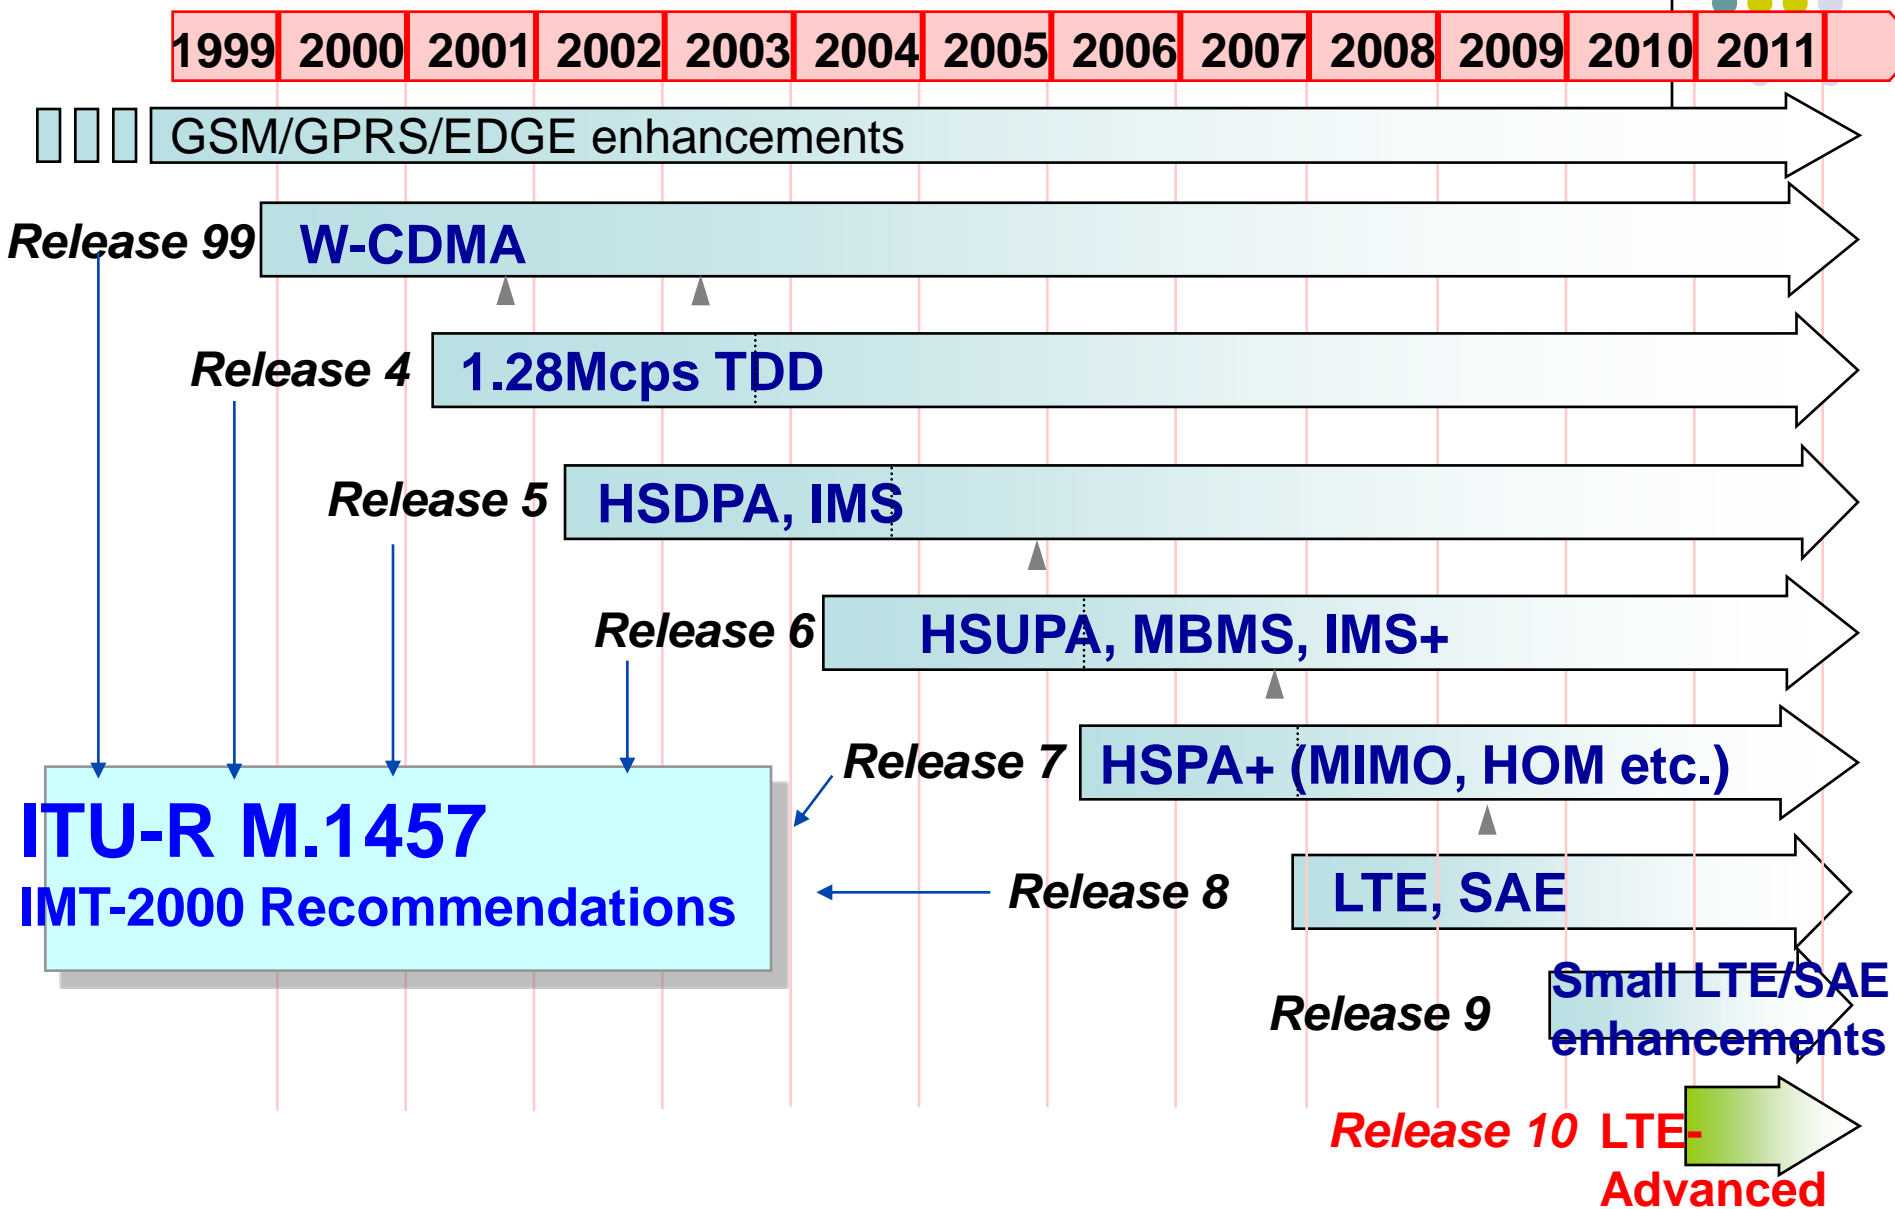 1999 2000 2001 2002 2003 2004 2005 2006 2007 2008 2009 2010 2011
GSM/GPRS/EDGE enhancements
Release 99 W-CDMA
Release 4 1.28Mcps TDD
Release 5 HSDPA, IMS
Release 6 HSUPA, MBMS, IMS+
Release 7 HSPA+ (MIMO, HOM etc.)
ITU-R M.1457
IMT-2000 Recommendations
Release 8 LTE, SAE
Release 9 Small LTE/SAE
enhancements
Release 10 LTE-
Advanced